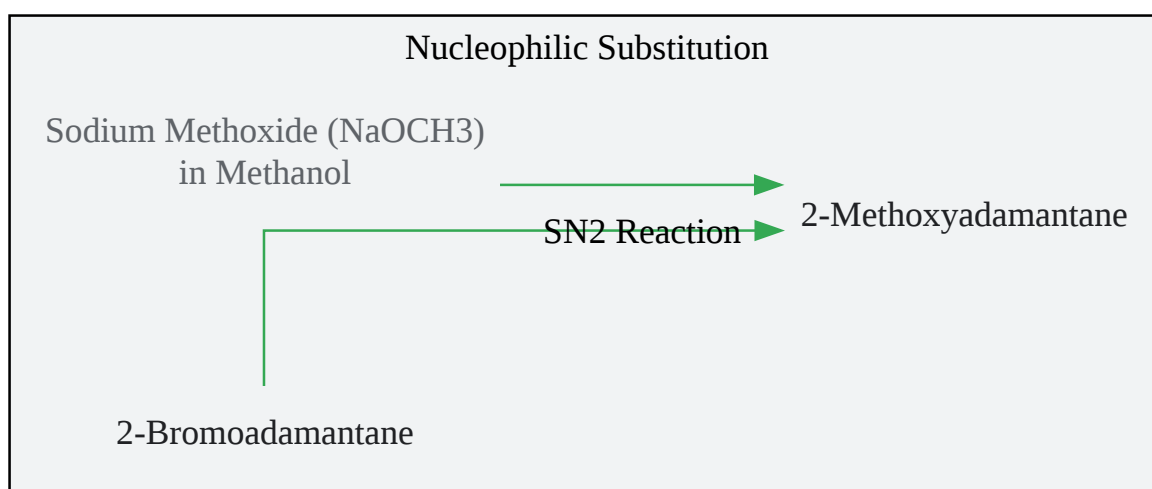 Nucleophilic Substitution
Sodium Methoxide (NaOCH3)
in Methanol
2-Methoxyadamantane
SN2 Reaction
2-Bromoadamantane